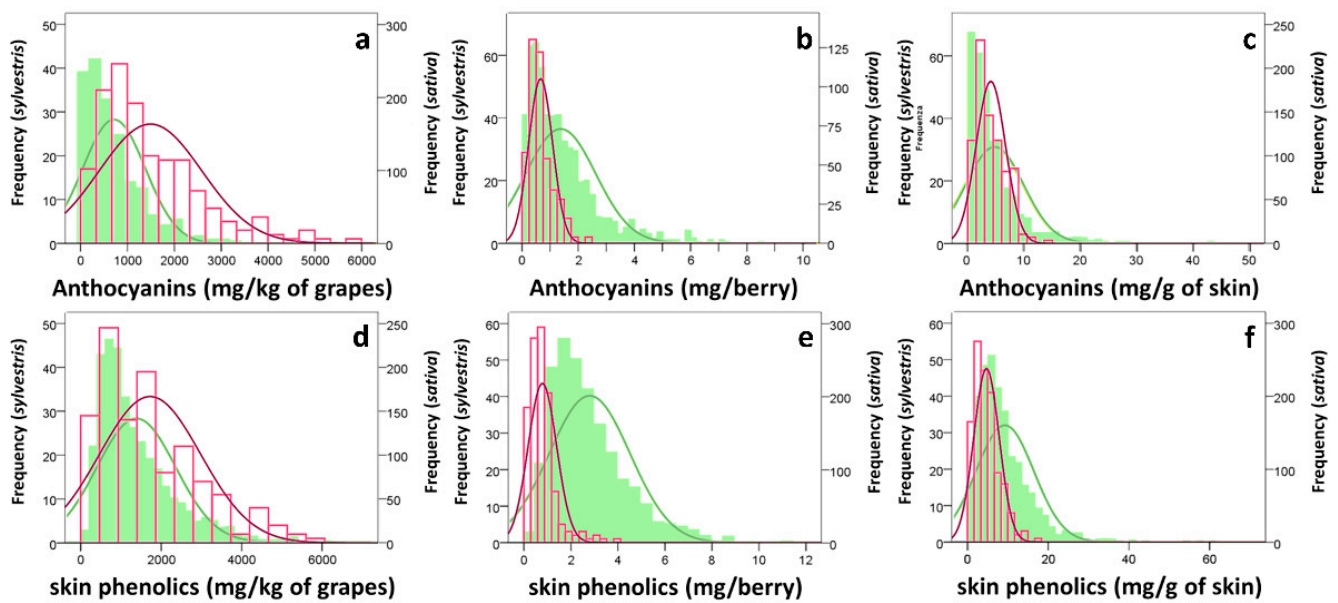 a
50
40
30
20
10
0
Frequency (sylvestris)
300
200
100
0
Frequency (sativa)
0 1000 2000 3000 4000 5000 6000
Anthocyanins (mg/kg of grapes)
b
60
40
20
0
Frequency (sylvestris)
125
100
75
50
25
0
Frequency (sativa)
0 2 4 6 8 10
Anthocyanins (mg/berry)
c
60
40
20
0
Frequency (sylvestris)
Frequenza
250
200
150
100
50
0
Frequency (sativa)
0 10 20 30 40 50
Anthocyanins (mg/g of skin)
d
50
40
30
20
10
0
Frequency (sylvestris)
250
200
150
100
50
0
Frequency (sativa)
0 2000 4000 6000
skin phenolics (mg/kg of grapes)
e
60
50
40
30
20
10
0
Frequency (sylvestris)
300
200
100
0
Frequency (sativa)
0 2 4 6 8 10 12
skin phenolics (mg/berry)
f
60
50
40
30
20
10
0
Frequency (sylvestris)
300
200
100
0
Frequency (sativa)
0 20 40 60
skin phenolics (mg/g of skin)